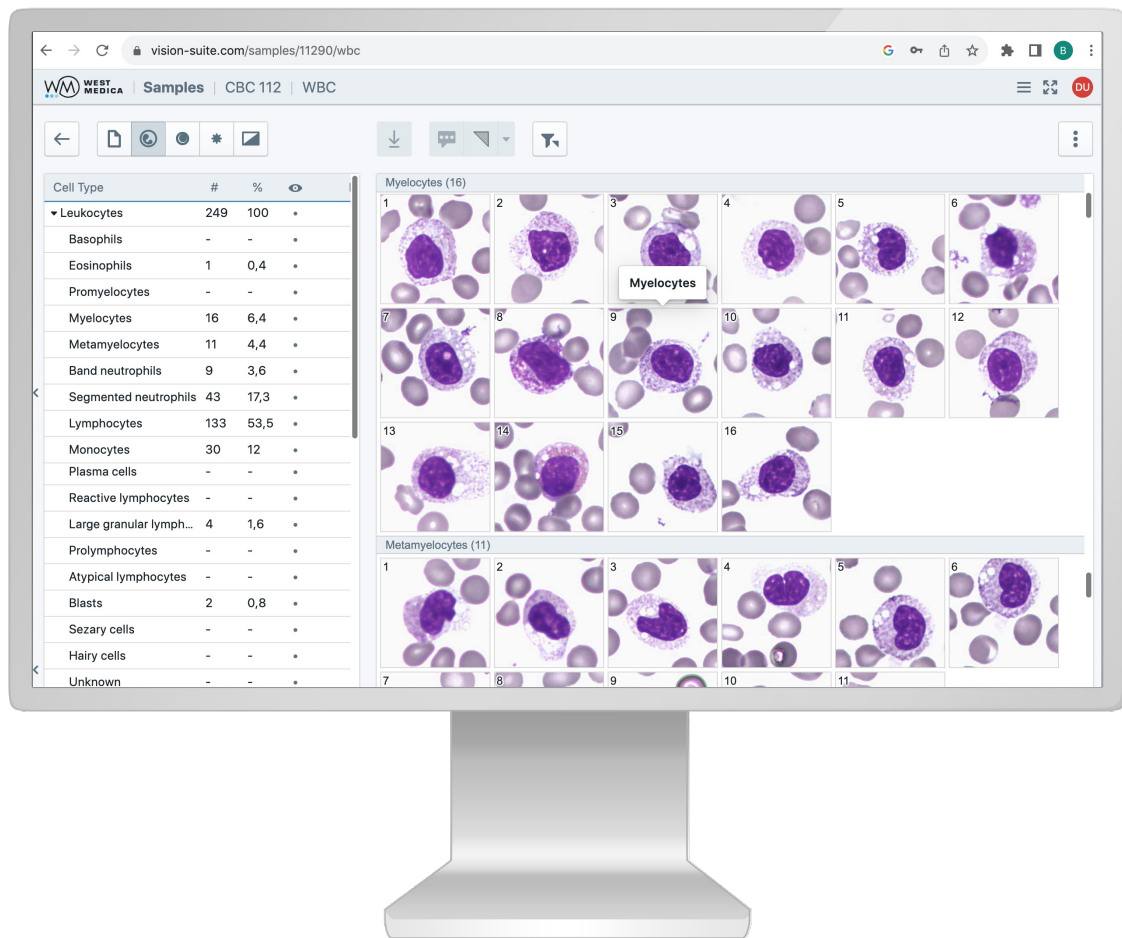 vision-suite.com/samples/11290/wbc
B
WM WEST MEDICA | Samples | CBC 112 | WBC
DU
Cell Type # %
Leukocytes 249 100
Basophils - -
Eosinophils 1 0,4
Promyelocytes - -
Myelocytes 16 6,4
Metamyelocytes 11 4,4
Band neutrophils 9 3,6
Segmented neutrophils 43 17,3
Lymphocytes 133 53,5
Monocytes 30 12
Plasma cells - -
Reactive lymphocytes - -
Large granular lymph... 4 1,6
Prolymphocytes - -
Atypical lymphocytes - -
Blasts 2 0,8
Sezary cells - -
Hairy cells - -
Unknown - -
Myelocytes (16)
1 2 3 4 5 6
Myelocytes
7 8 9 10 11 12
13 14 15 16
Metamyelocytes (11)
1 2 3 4 5 6
7 8 9 10 11